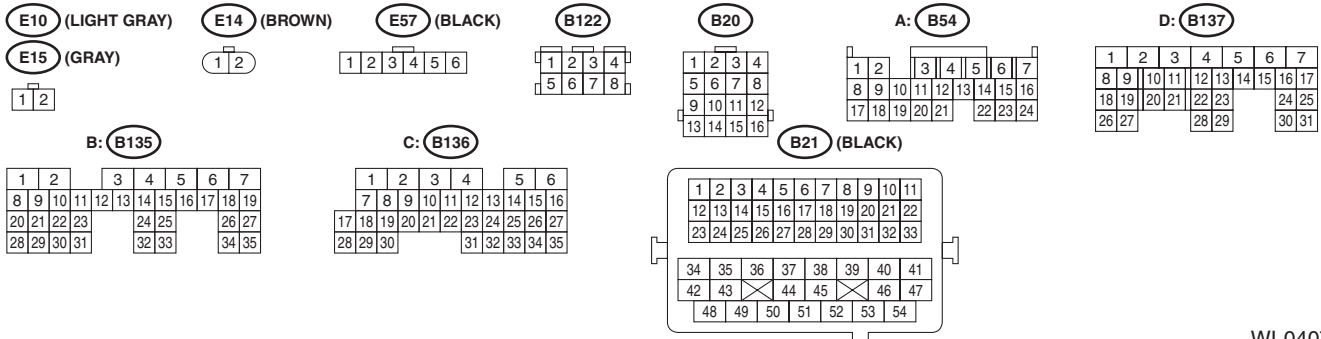 E10 (LIGHT GRAY) E14 (BROWN) E57 (BLACK) B122 B20 A: B54 D: B137
E15 (GRAY)
1 2
1 2
1 2 3 4 5 6
1 2 3 4
5 6 7 8
1 2 3 4
5 6 7 8
9 10 11 12
13 14 15 16
1 2 3 4 5 6 7
8 9 10 11 12 13 14 15 16
17 18 19 20 21 22 23 24
1 2 3 4 5 6 7
8 9 10 11 12 13 14 15 16 17
18 19 20 21 22 23 24 25
26 27 28 29 30 31
B: B135 C: B136 B21 (BLACK)
1 2 3 4 5 6 7
8 9 10 11 12 13 14 15 16 17 18 19
20 21 22 23 24 25 26 27
28 29 30 31 32 33 34 35
1 2 3 4 5 6
7 8 9 10 11 12 13 14 15 16
17 18 19 20 21 22 23 24 25 26 27
28 29 30 31 32 33 34 35
1 2 3 4 5 6 7 8 9 10 11
12 13 14 15 16 17 18 19 20 21 22
23 24 25 26 27 28 29 30 31 32 33
34 35 36 37 38 39 40 41
42 43 44 45 46 47
48 49 50 51 52 53 54